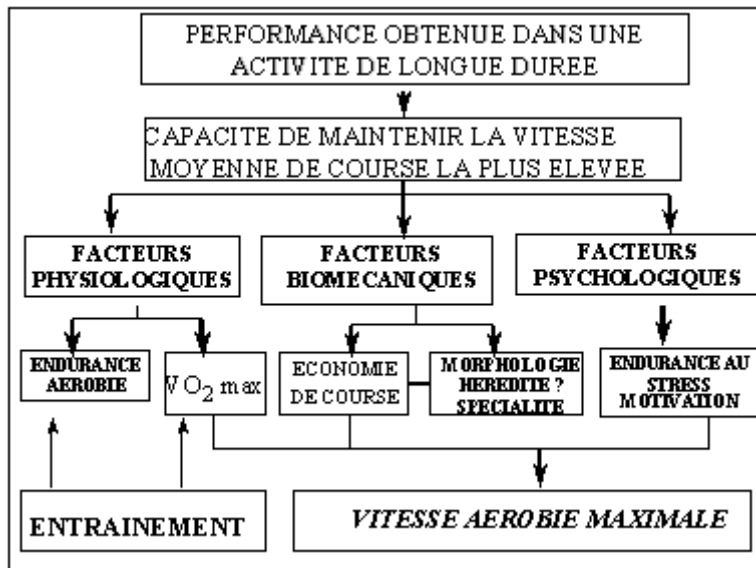 PERFORMANCE OBTENUE DANS UNE
ACTIVITE DE LONGUE DUREE
CAPACITE DE MAINTENIR LA VITESSE
MOYENNE DE COURSE LA PLUS ELEVEE
FACTEURS
PHYSIOLOGIQUES
FACTEURS
BIOMECANIQUES
FACTEURS
PSYCHOLOGIQUES
ENDURANCE
AEROBIE
VO2 max
ECONOMIE
DE COURSE
MORPHOLOGIE
HEREDITE ?
SPECIALITE
ENDURANCE AU
STRESS
MOTIVATION
ENTRAINEMENT
VITESSE AEROBIE MAXIMALE